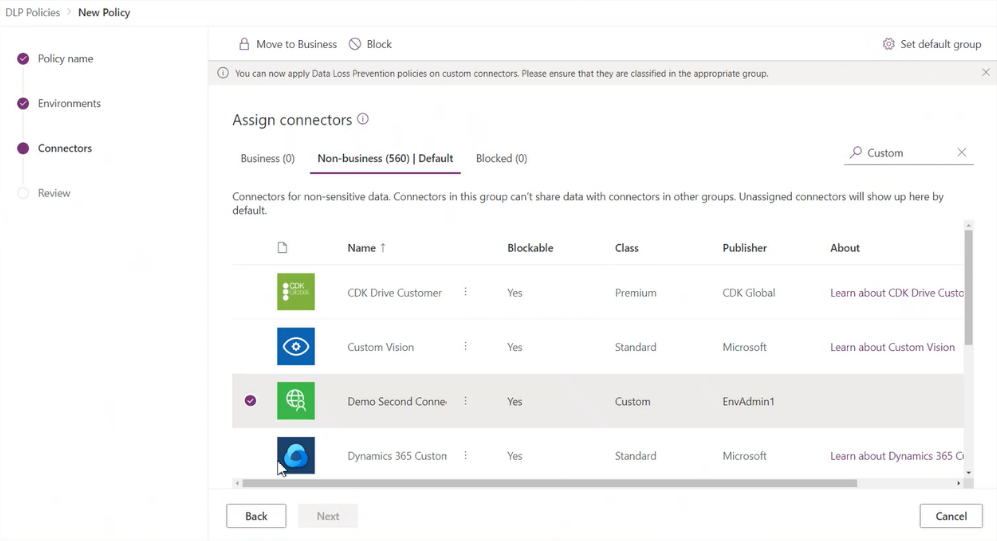 DLP Policies > New Policy
Policy name
Environments
Connectors
Review
Move to Business Block Set default group
You can now apply Data Loss Prevention policies on custom connectors. Please ensure that they are classified in the appropriate group.
Assign connectors
Business (0) Non-business (560) | Default Blocked (0) Custom
Connectors for non-sensitive data. Connectors in this group can't share data with connectors in other groups. Unassigned connectors will show up here by
default.
Name ↑ Blockable Class Publisher About
CDK Global CDK Drive Customer Yes Premium CDK Global Learn about CDK Drive Custo
Custom Vision Yes Standard Microsoft Learn about Custom Vision
Demo Second Conne Yes Custom EnvAdmin1
Dynamics 365 Custom Yes Standard Microsoft Learn about Dynamics 365 C
Back Next Cancel